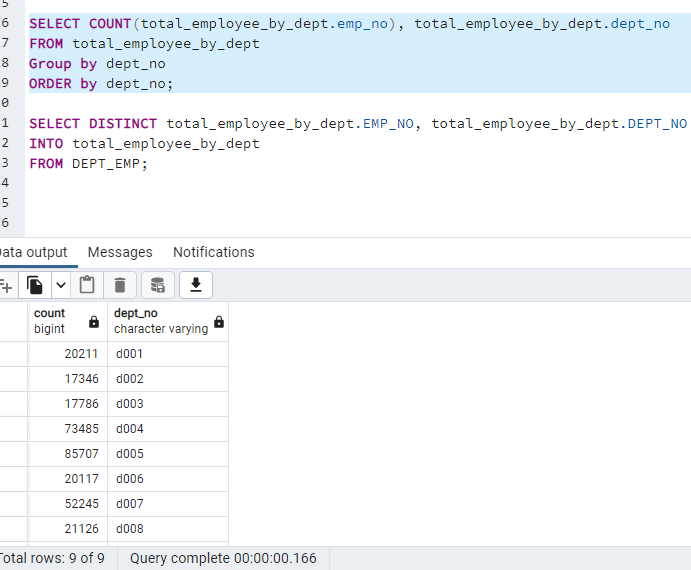 5
6 SELECT COUNT(total_employee_by_dept.emp_no), total_employee_by_dept.dept_no
7 FROM total_employee_by_dept
8 Group by dept_no
9 ORDER by dept_no;
0
1 SELECT DISTINCT total_employee_by_dept.EMP_NO, total_employee_by_dept.DEPT_NO
2 INTO total_employee_by_dept
3 FROM DEPT_EMP;
4
5
6
Data output Messages Notifications
count dept_no
bigint character varying
20211 d001
17346 d002
17786 d003
73485 d004
85707 d005
20117 d006
52245 d007
21126 d008
Total rows: 9 of 9 Query complete 00:00:00.166